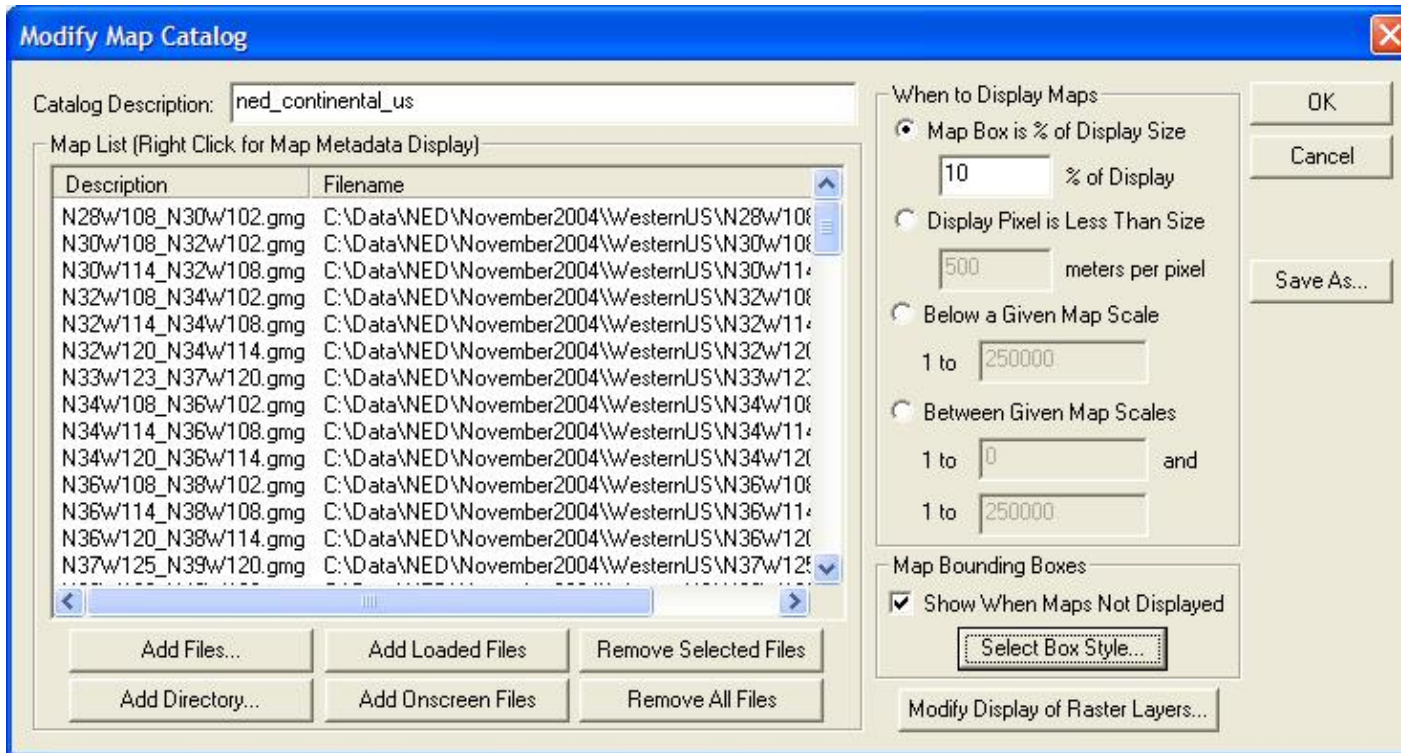 Modify Map Catalog
Catalog Description: ned_continental_us
Map List (Right Click for Map Metadata Display)
Description Filename
N28W108_N30W102.gmg C:\Data\NED\November2004\WesternUS\N28W108
N30W108_N32W102.gmg C:\Data\NED\November2004\WesternUS\N30W108
N30W114_N32W108.gmg C:\Data\NED\November2004\WesternUS\N30W114
N32W108_N34W102.gmg C:\Data\NED\November2004\WesternUS\N32W108
N32W114_N34W108.gmg C:\Data\NED\November2004\WesternUS\N32W114
N32W120_N34W114.gmg C:\Data\NED\November2004\WesternUS\N32W120
N33W123_N37W120.gmg C:\Data\NED\November2004\WesternUS\N33W123
N34W108_N36W102.gmg C:\Data\NED\November2004\WesternUS\N34W108
N34W114_N36W108.gmg C:\Data\NED\November2004\WesternUS\N34W114
N34W120_N36W114.gmg C:\Data\NED\November2004\WesternUS\N34W120
N36W108_N38W102.gmg C:\Data\NED\November2004\WesternUS\N36W108
N36W114_N38W108.gmg C:\Data\NED\November2004\WesternUS\N36W114
N36W120_N38W114.gmg C:\Data\NED\November2004\WesternUS\N36W120
N37W125_N39W120.gmg C:\Data\NED\November2004\WesternUS\N37W125
Add Files... Add Loaded Files Remove Selected Files
Add Directory... Add Onscreen Files Remove All Files
When to Display Maps
Map Box is % of Display Size
10 % of Display
Display Pixel is Less Than Size
500 meters per pixel
Below a Given Map Scale
1 to 250000
Between Given Map Scales
1 to 0 and
1 to 250000
Map Bounding Boxes
Show When Maps Not Displayed
Select Box Style...
Modify Display of Raster Layers...
OK
Cancel
Save As...